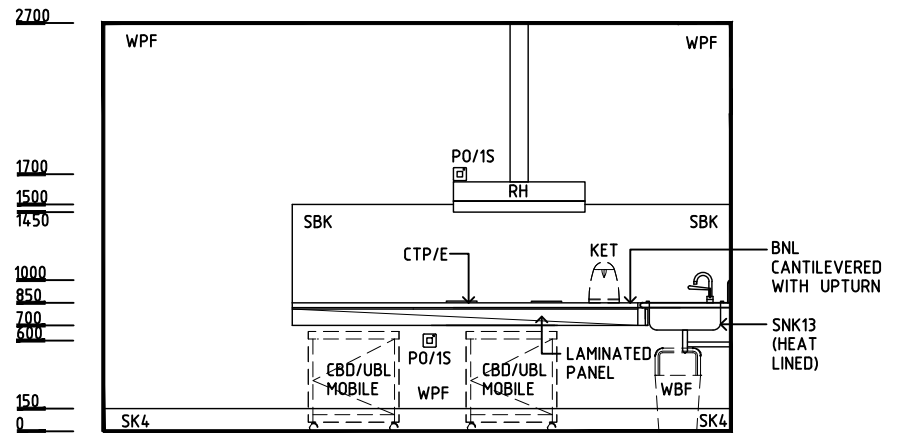 2700
WPF
WPF
1700
PO/1S
RH
1500
1450
SBK
SBK
CTP/E
KET
BNL
CANTILEVERED
WITH UPTURN
1000
850
700
600
SNK13
(HEAT
LINED)
PO/1S
LAMINATED
PANEL
CBD/UBL
MOBILE
WPF
CBD/UBL
MOBILE
WBF
150
0
SK4
SK4